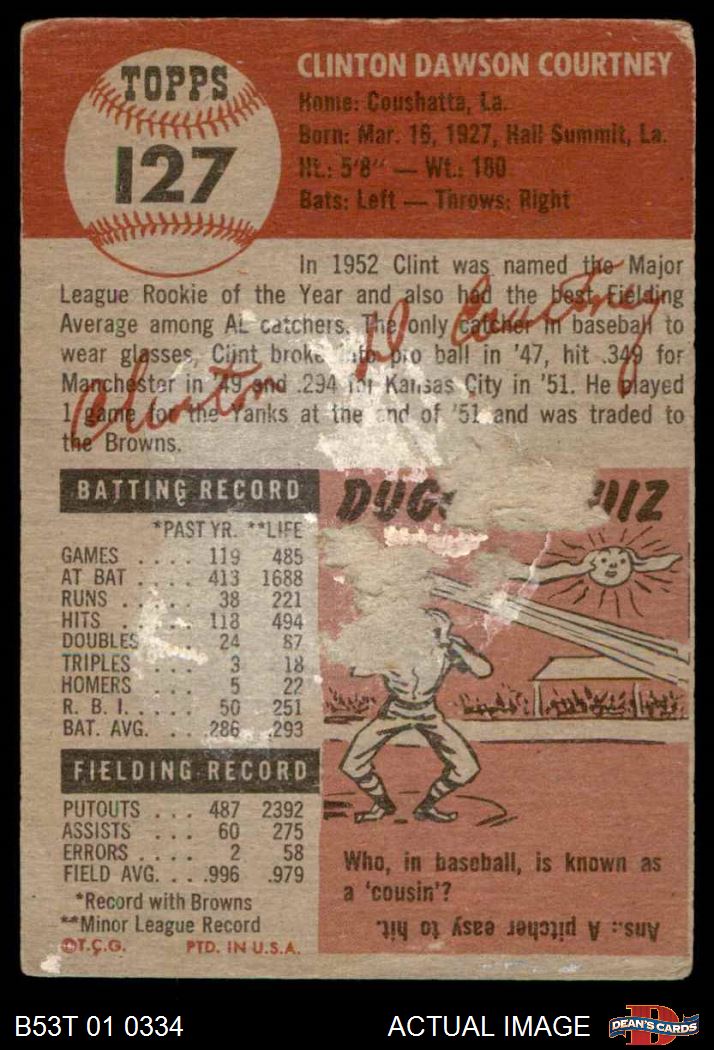 TOPPS
127
CLINTON DAWSON COURTNEY
Home: Coushatta, La.
Born: Mar. 16, 1927, Hall Summit, La.
Ht.: 5'8" — Wt.: 180
Bats: Left — Throws: Right
In 1952 Clint was named the Major
League Rookie of the Year and also had the best Fielding
Average among AL catchers. The only catcher in baseball to
wear glasses, Clint broke into pro ball in '47, hit .349 for
Manchester in '49 and .294 for Kansas City in '51. He played
1 game for the Yanks at the end of '51 and was traded to
the Browns.
Clinton D Courtney
BATTING RECORD
*PAST YR. **LIFE
GAMES .... 119 485
AT BAT .... 413 1688
RUNS ..... 38 221
HITS ..... 118 494
DOUBLES 24 87
TRIPLES ... 3 18
HOMERS ... 5 22
R. B. I. .... 50 251
BAT. AVG. ... .286 .293
FIELDING RECORD
PUTOUTS ... 487 2392
ASSISTS ... 60 275
ERRORS ... 2 58
FIELD AVG. ... .996 .979
*Record with Browns
**Minor League Record
©T.C.G. PTD. IN U.S.A.
DUG UIZ
Who, in baseball, is known as
a 'cousin'?
Ans.: A pitcher easy to hit.
B53T 01 0334 ACTUAL IMAGE DEAN'S CARDS